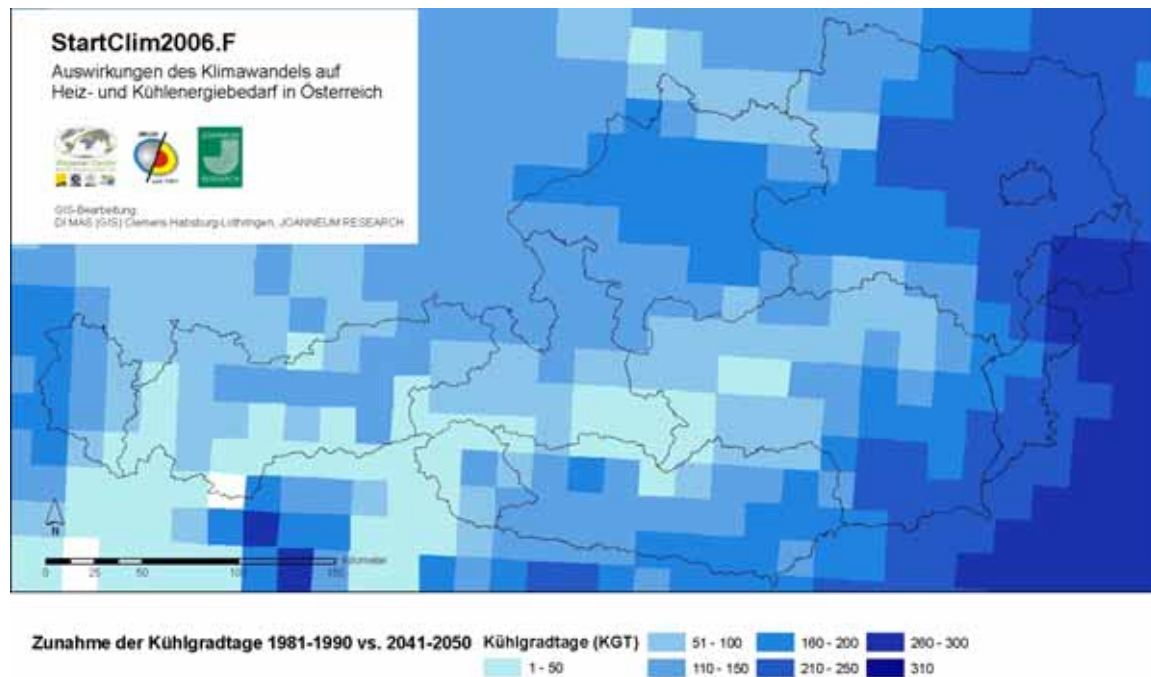 StartClim2006.F
Auswirkungen des Klimawandels auf
Heiz- und Kühlenergiebedarf in Österreich
JOANNEUM
RESEARCH
GIS-Bearbeitung:
DI MAS (GIS) Clemens Habsburg-Lothringen, JOANNEUM RESEARCH
N
0 25 50 100 150 Kilometer
Zunahme der Kühlgradtage 1981-1990 vs. 2041-2050
Kühlgradtage (KGT)
1 - 50
51 - 100
110 - 150
160 - 200
210 - 250
260 - 300
310